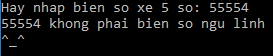 Hay nhap bien so xe 5 so: 55554
55554 khong phai bien so ngu linh
^_^